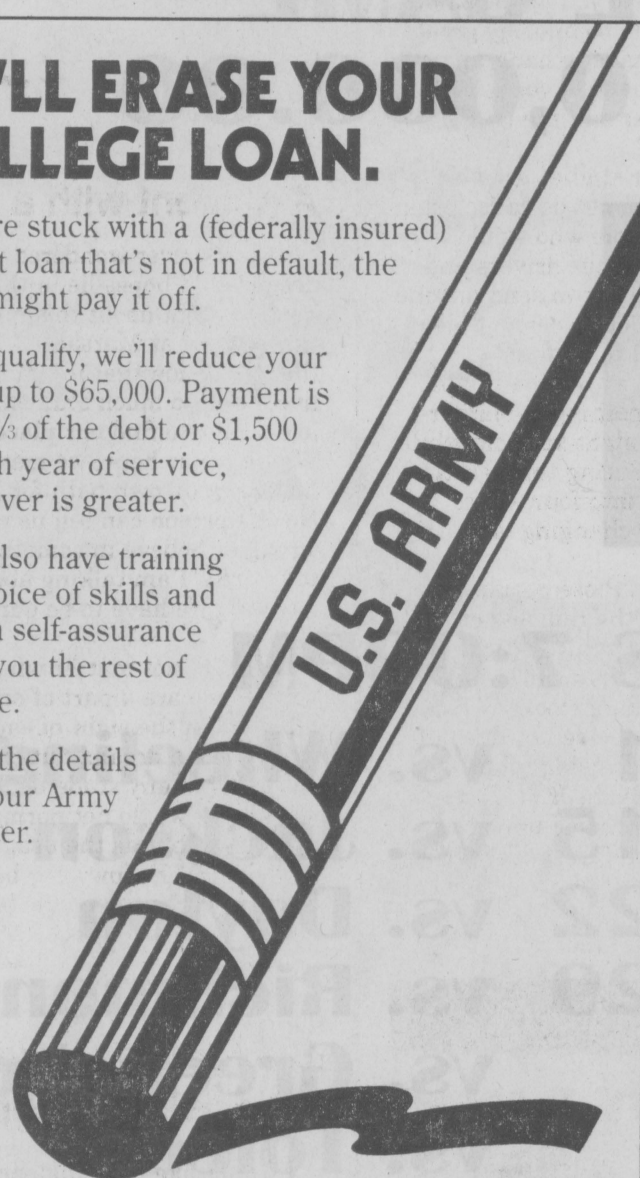 'LL ERASE YOUR
LLEGE LOAN.
re stuck with a (federally insured)
t loan that's not in default, the
might pay it off.
qualify, we'll reduce your
up to $65,000. Payment is
⅓ of the debt or $1,500
h year of service,
ver is greater.
also have training
oice of skills and
n self-assurance
you the rest of
e.
the details
our Army
er.
U.S. ARMY